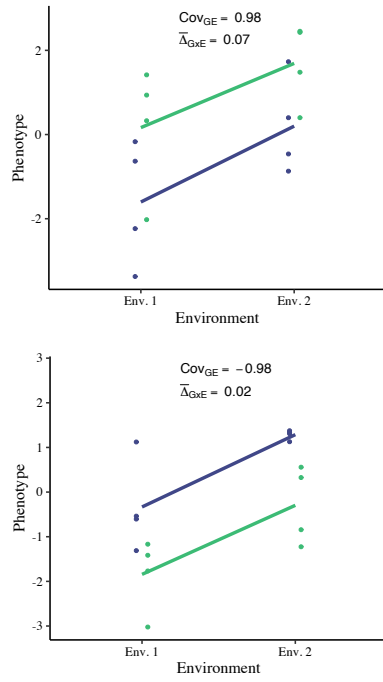 Cov_GE = 0.98
Δ̅_GxE = 0.07
2
0
-2
Phenotype
Env. 1 Env. 2
Environment
Cov_GE = −0.98
Δ̅_GxE = 0.02
3
2
1
0
-1
-2
-3
Phenotype
Env. 1 Env. 2
Environment